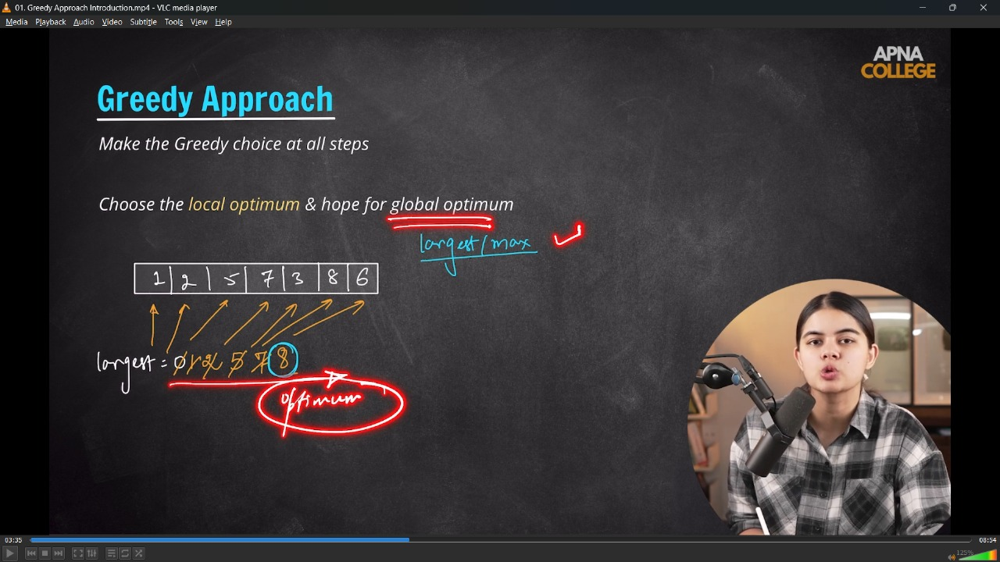 01. Greedy Approach Introduction.mp4 - VLC media player
Media Playback Audio Video Subtitle Tools View Help
APNA
COLLEGE
Greedy Approach
Make the Greedy choice at all steps
Choose the local optimum & hope for global optimum
largest/max
1 2 5 7 3 8 6
largest = 0 1 2 5 7 8
optimum
03:35
08:54
125%